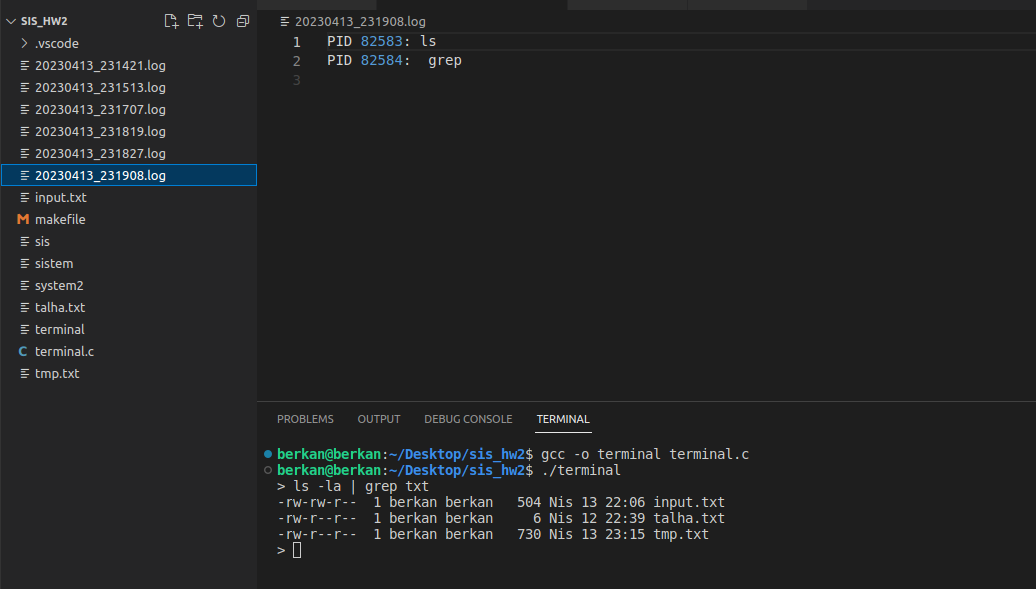 SIS_HW2
.vscode
20230413_231421.log
20230413_231513.log
20230413_231707.log
20230413_231819.log
20230413_231827.log
20230413_231908.log
input.txt
M makefile
sis
sistem
system2
talha.txt
terminal
C terminal.c
tmp.txt
20230413_231908.log
1 PID 82583: ls
2 PID 82584:  grep
3
PROBLEMS OUTPUT DEBUG CONSOLE TERMINAL
berkan@berkan:~/Desktop/sis_hw2$ gcc -o terminal terminal.c
berkan@berkan:~/Desktop/sis_hw2$ ./terminal
> ls -la | grep txt
-rw-rw-r--  1 berkan berkan   504 Nis 13 22:06 input.txt
-rw-r--r--  1 berkan berkan     6 Nis 12 22:39 talha.txt
-rw-r--r--  1 berkan berkan   730 Nis 13 23:15 tmp.txt
>